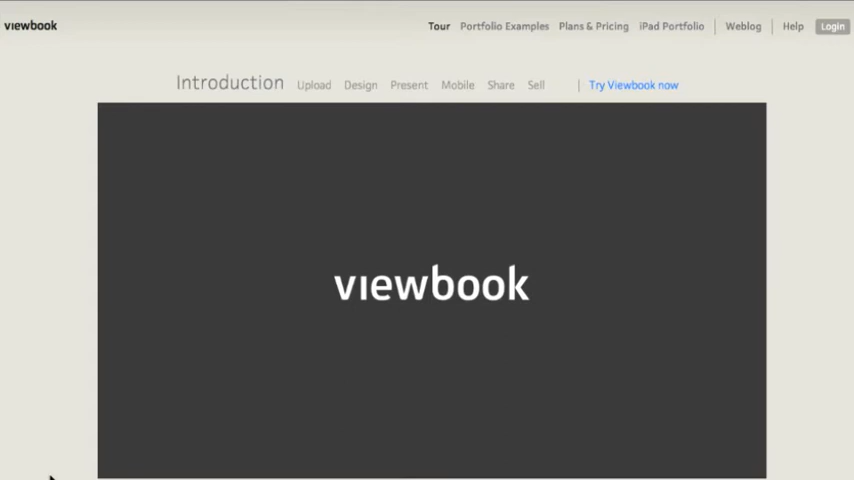 viewbook
Tour Portfolio Examples Plans & Pricing iPad Portfolio Weblog Help Login
Introduction Upload Design Present Mobile Share Sell Try Viewbook now
viewbook